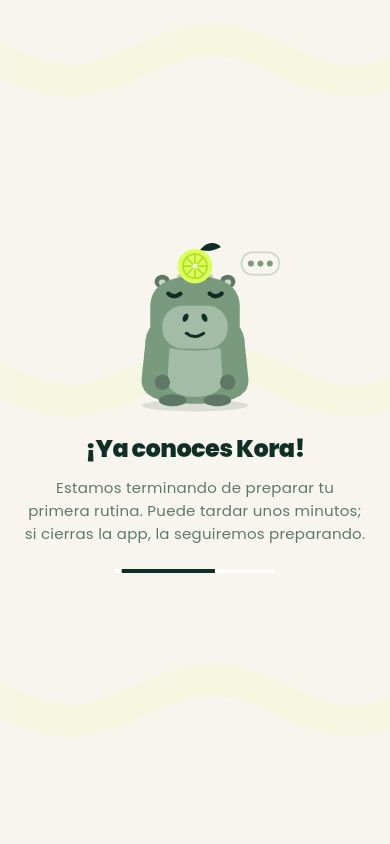 ¡Ya conoces Kora!
Estamos terminando de preparar tu
primera rutina. Puede tardar unos minutos;
si cierras la app, la seguiremos preparando.